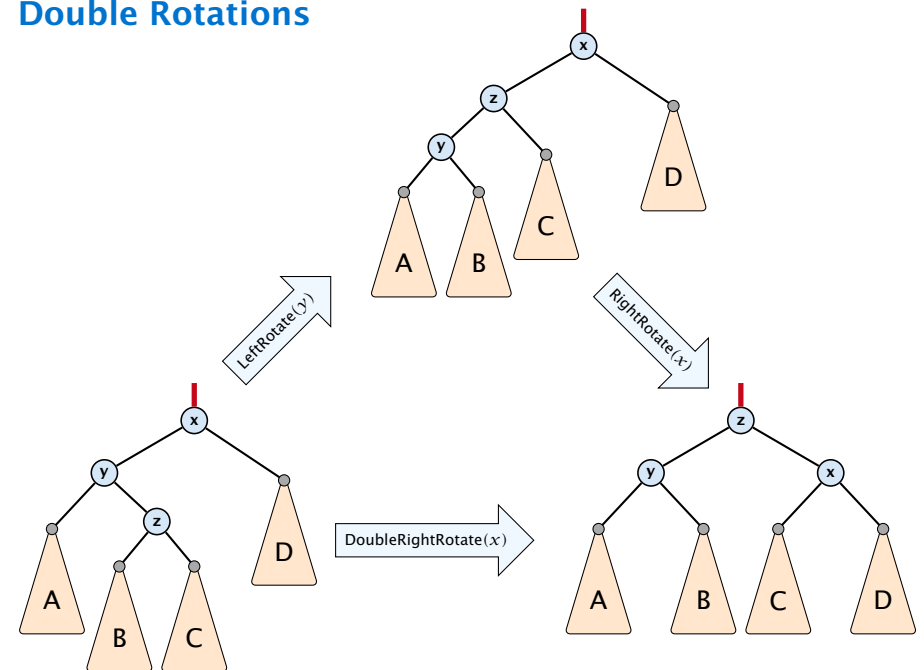 Double Rotations
x
z
y
D
C
A
B
LeftRotate(y)
RightRotate(x)
x
y
z
D
A
B
C
DoubleRightRotate(x)
z
y
x
A
B
C
D